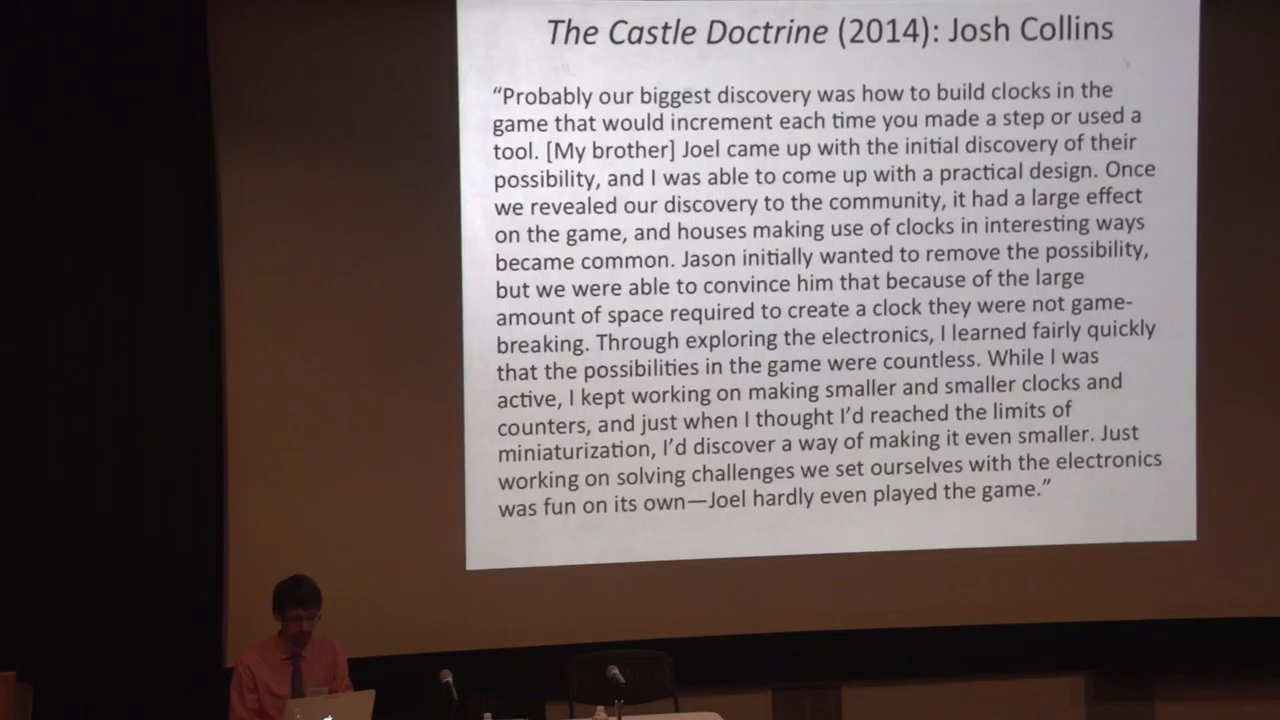 The Castle Doctrine (2014): Josh Collins
“Probably our biggest discovery was how to build clocks in the
game that would increment each time you made a step or used a
tool. [My brother] Joel came up with the initial discovery of their
possibility, and I was able to come up with a practical design. Once
we revealed our discovery to the community, it had a large effect
on the game, and houses making use of clocks in interesting ways
became common. Jason initially wanted to remove the possibility,
but we were able to convince him that because of the large
amount of space required to create a clock they were not game-
breaking. Through exploring the electronics, I learned fairly quickly
that the possibilities in the game were countless. While I was
active, I kept working on making smaller and smaller clocks and
counters, and just when I thought I’d reached the limits of
miniaturization, I’d discover a way of making it even smaller. Just
working on solving challenges we set ourselves with the electronics
was fun on its own—Joel hardly even played the game.”